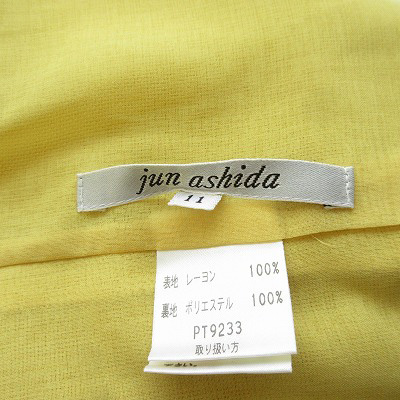 jun ashida
11
表地 レーヨン 100%
裏地 ポリエステル 100%
PT9233
取り扱い方